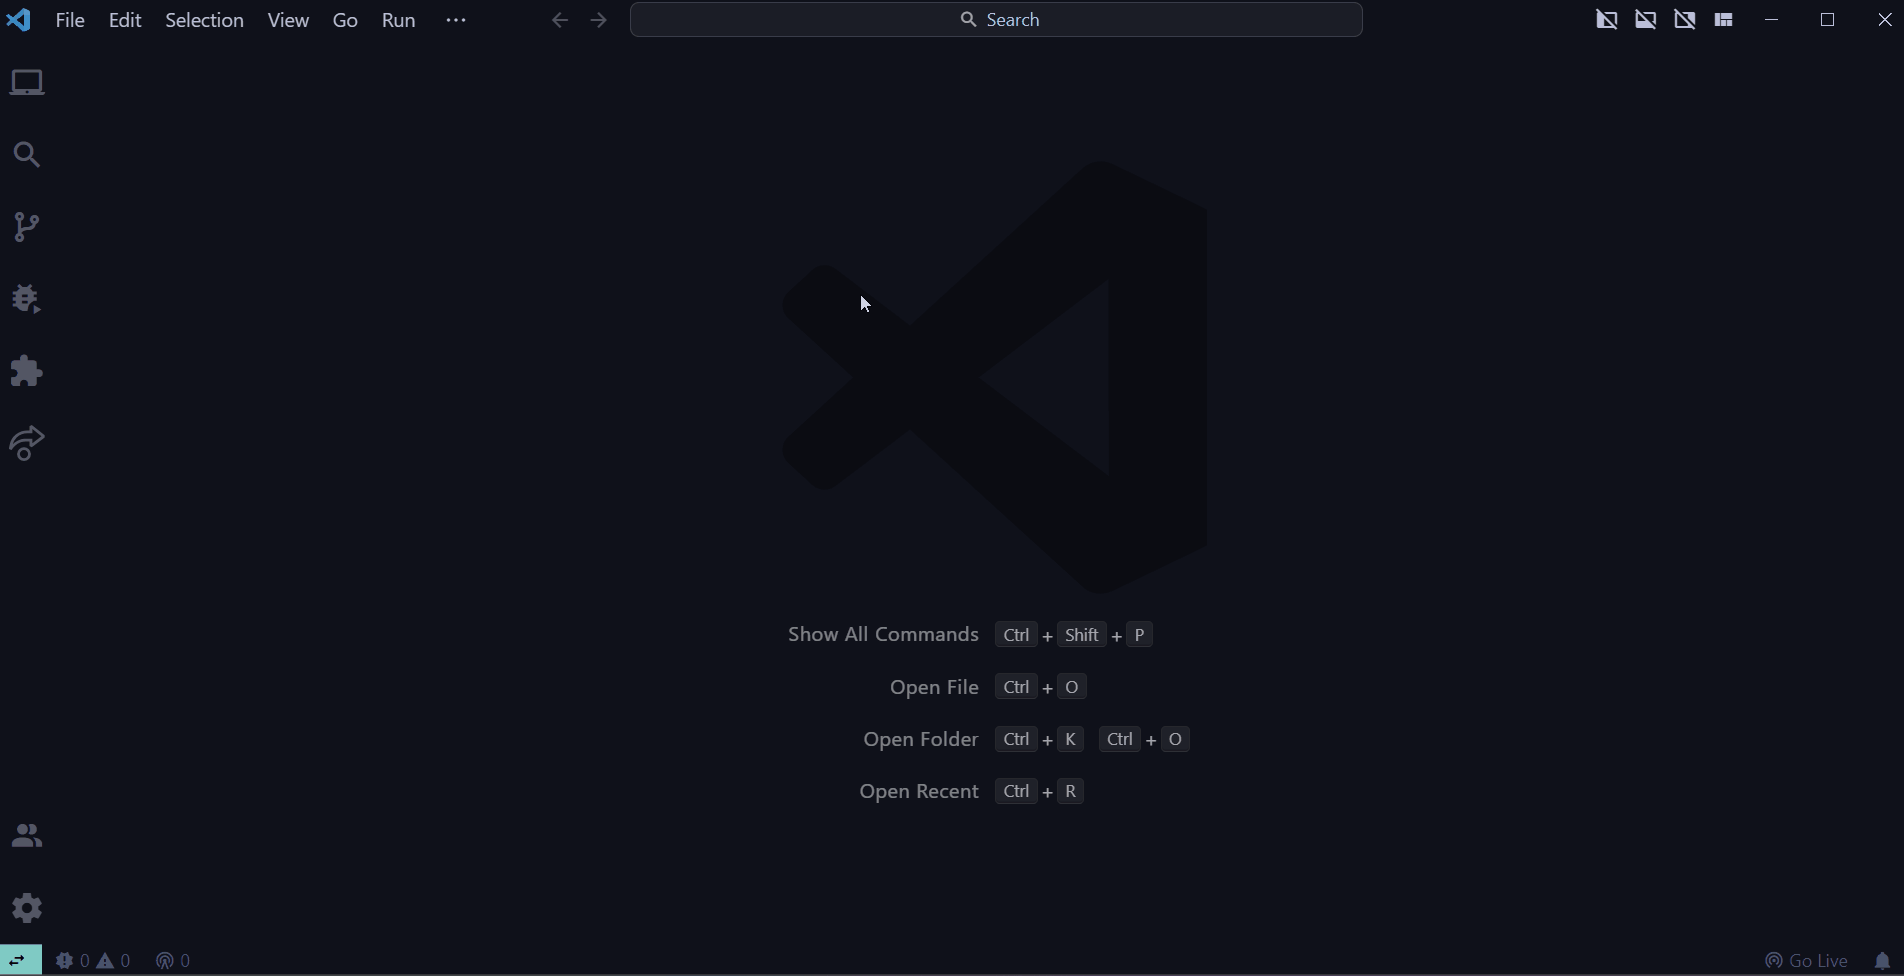 File Edit Selection View Go Run ···
Search
Show All Commands Ctrl + Shift + P
Open File Ctrl + O
Open Folder Ctrl + K Ctrl + O
Open Recent Ctrl + R
0 0 0 Go Live